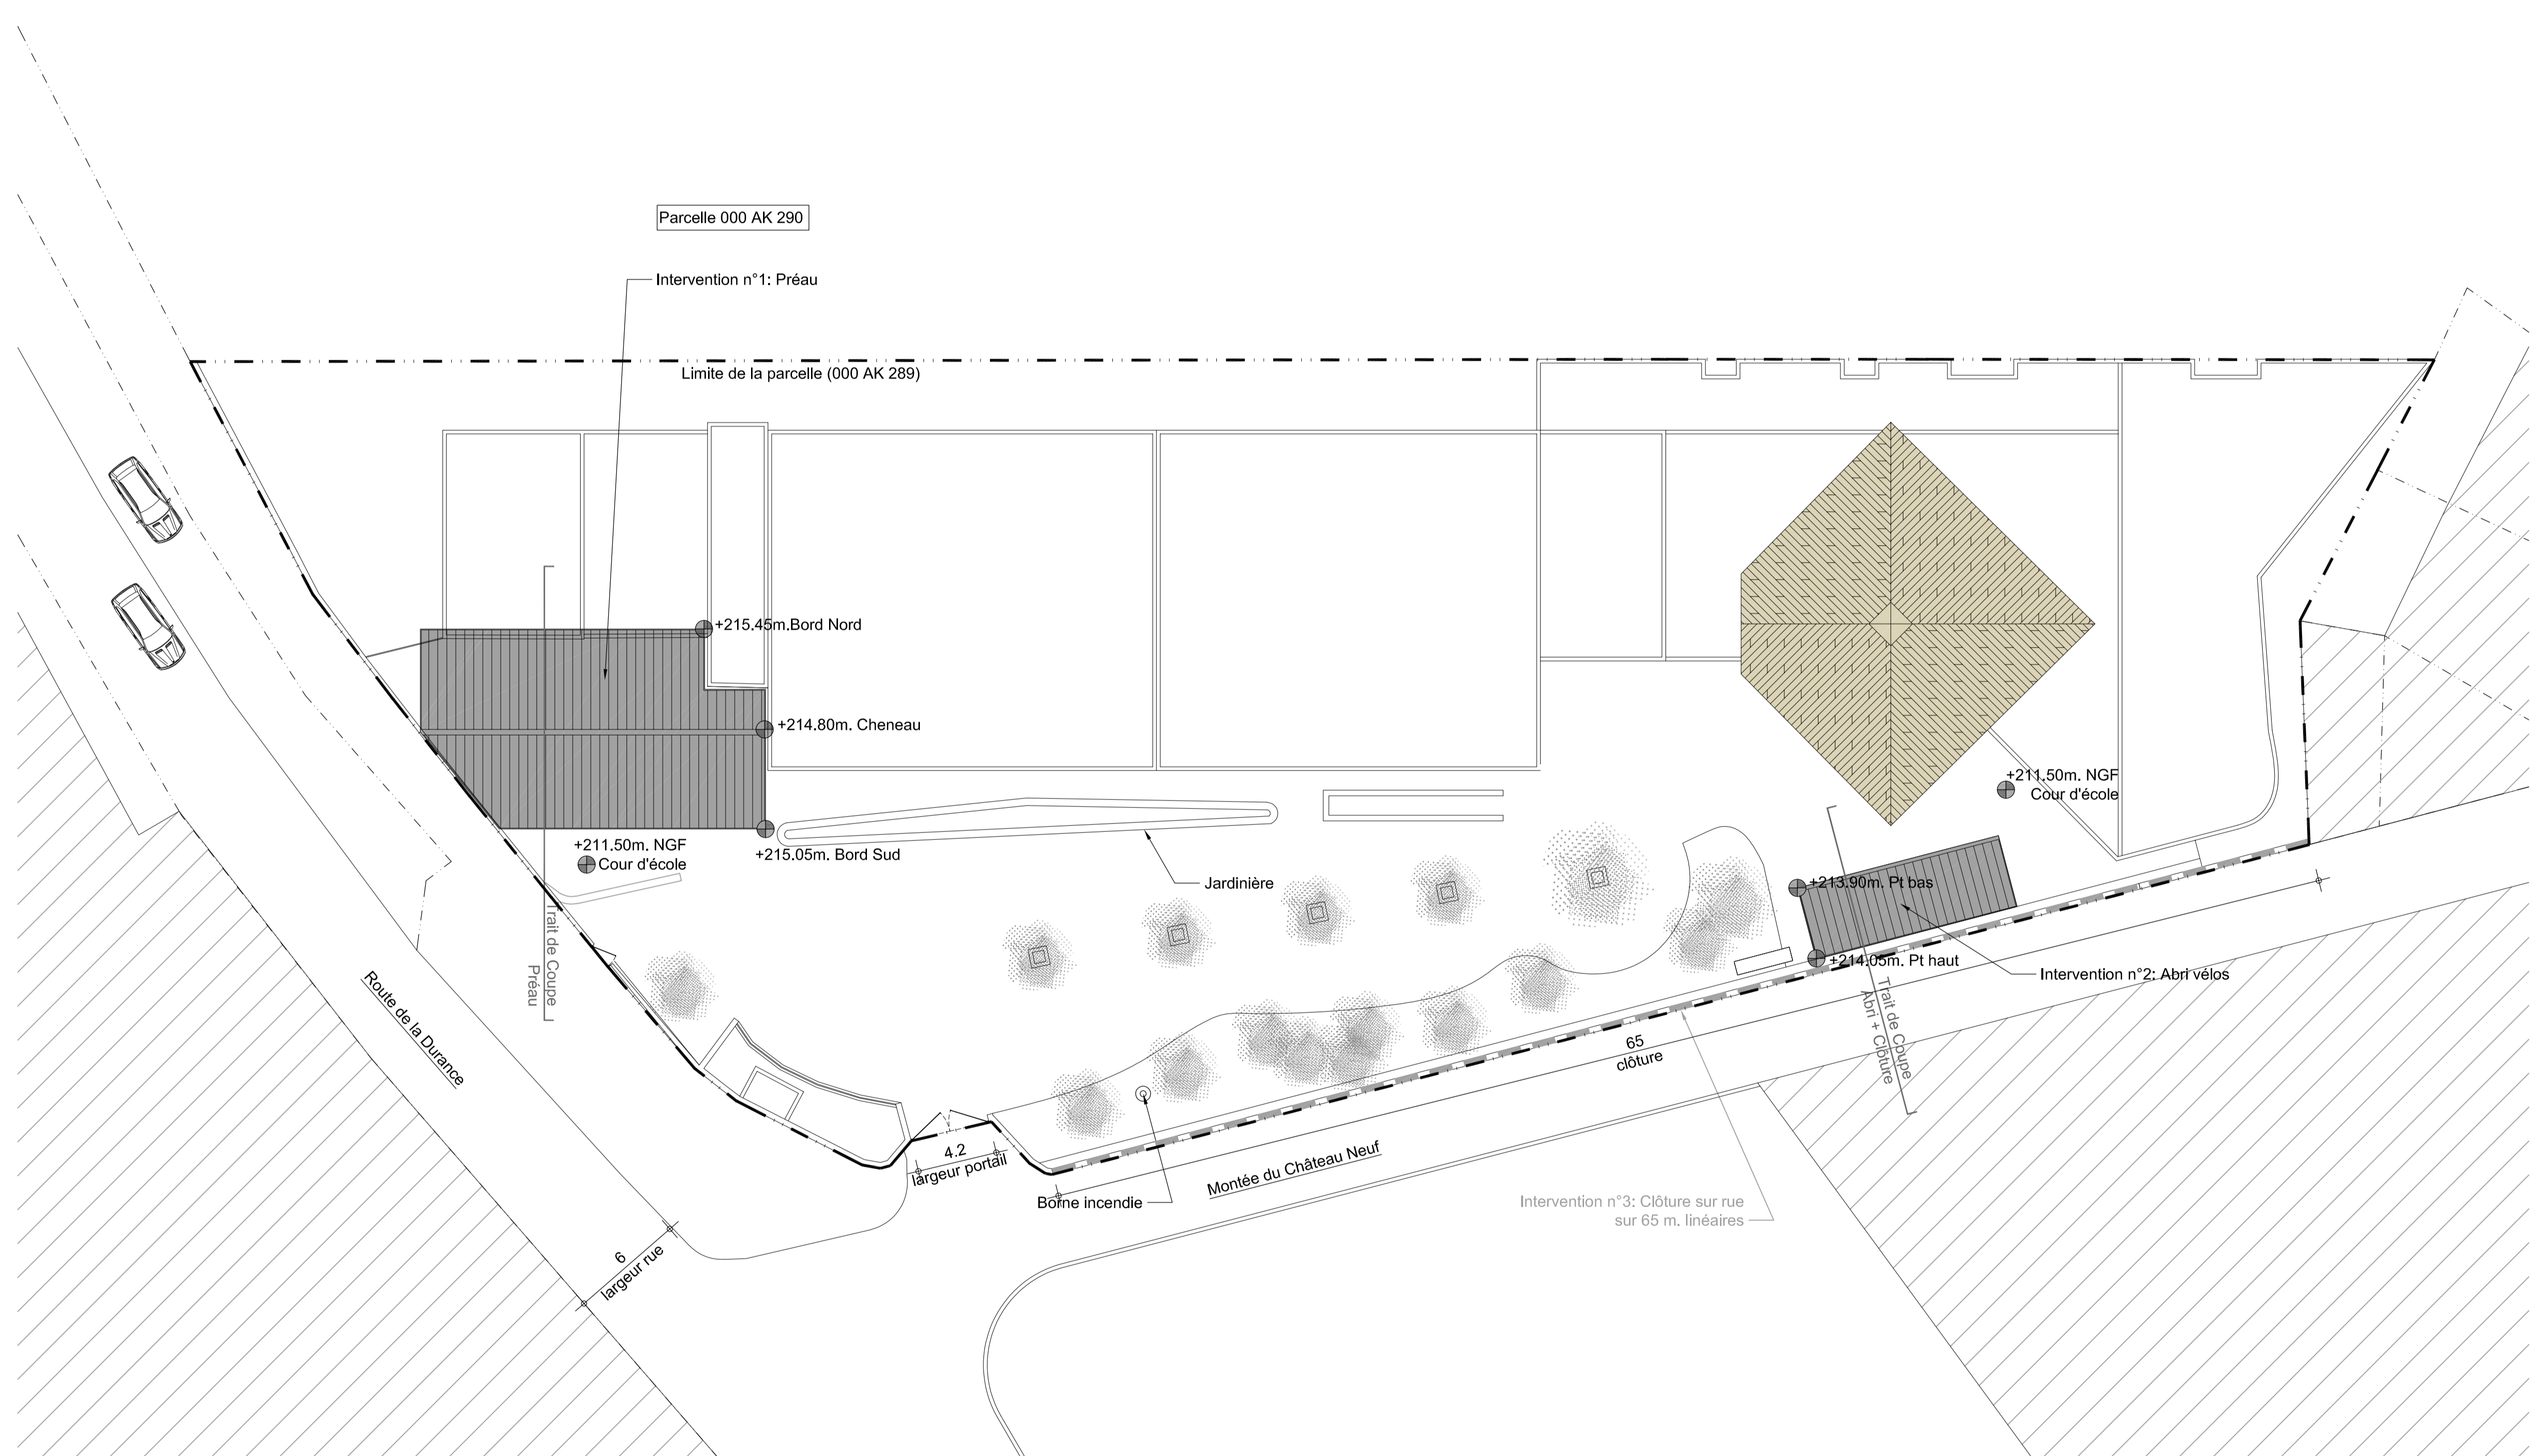 Parcelle 000 AK 290
Intervention n°1: Préau
Limite de la parcelle (000 AK 289)
+215.45m.Bord Nord
+214.80m. Cheneau
+211.50m. NGF
Cour d'école
+211.50m. NGF
Cour d'école
+215.05m. Bord Sud
Jardinière
+213.90m. Pt bas
+214.05m. Pt haut
Intervention n°2: Abri vélos
Trait de Coupe
Préau
Trait de Coupe
Abri + Clôture
Route de la Durance
65
clôture
4.2
largeur portail
Montée du Château Neuf
Borne incendie
Intervention n°3: Clôture sur rue
sur 65 m. linéaires
6
largeur rue